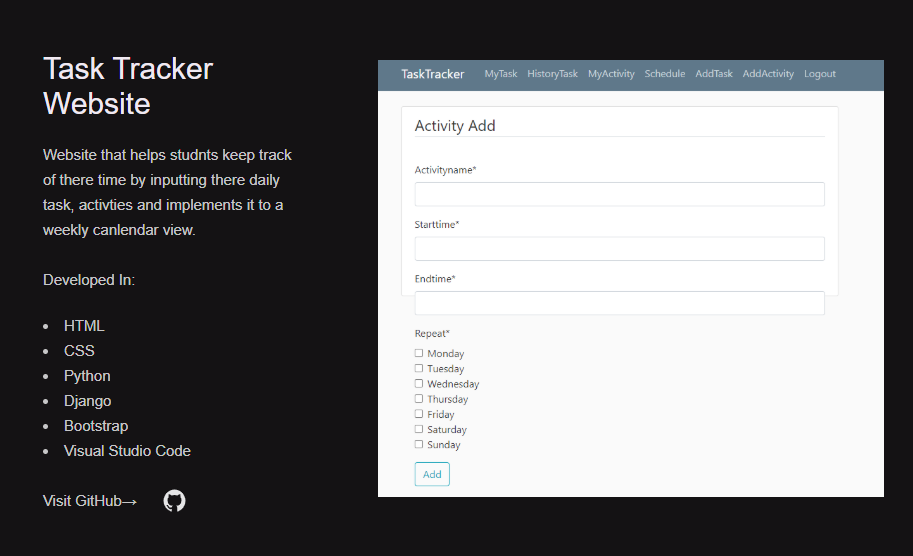 Task Tracker
Website
Website that helps studnts keep track
of there time by inputting there daily
task, activties and implements it to a
weekly canlendar view.
Developed In:
HTML
CSS
Python
Django
Bootstrap
Visual Studio Code
Visit GitHub→
TaskTracker MyTask HistoryTask MyActivity Schedule AddTask AddActivity Logout
Activity Add
Activityname*
Starttime*
Endtime*
Repeat*
Monday
Tuesday
Wednesday
Thursday
Friday
Saturday
Sunday
Add